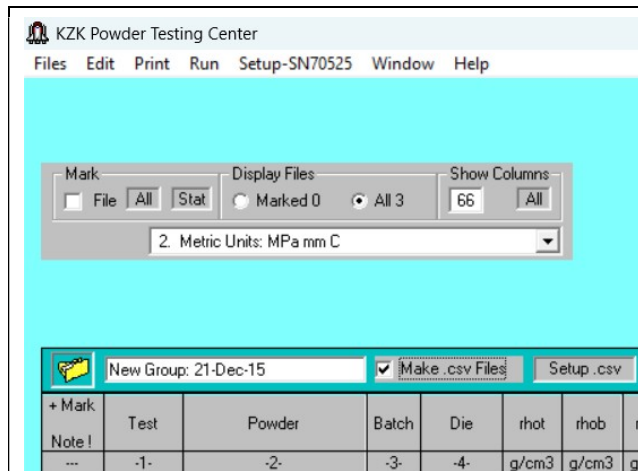 KZK Powder Testing Center
Files Edit Print Run Setup-SN70525 Window Help
Mark Display Files Show Columns
File All Stat Marked 0 All 3 66 All
2. Metric Units: MPa mm C
New Group: 21-Dec-15 Make .csv Files Setup .csv
+ Mark
Note ! Test Powder Batch Die rhot rhob
--- -1- -2- -3- -4- g/cm3 g/cm3